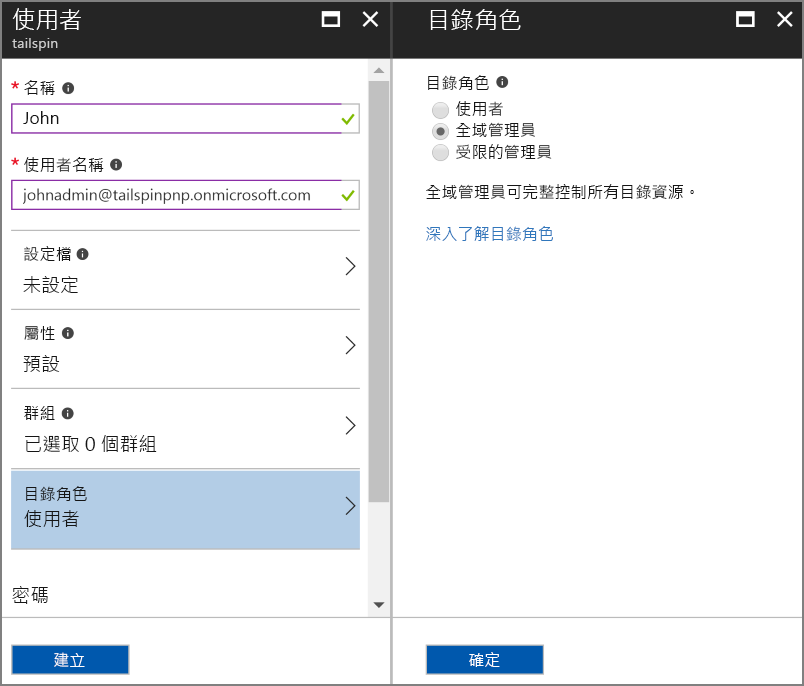 使用者
tailspin
* 名稱
John
* 使用者名稱
johnadmin@tailspinpnp.onmicrosoft.com
設定檔
未設定
屬性
預設
群組
已選取 0 個群組
目錄角色
使用者
密碼
建立
目錄角色
目錄角色
使用者
全域管理員
受限的管理員
全域管理員可完整控制所有目錄資源。
深入了解目錄角色
確定